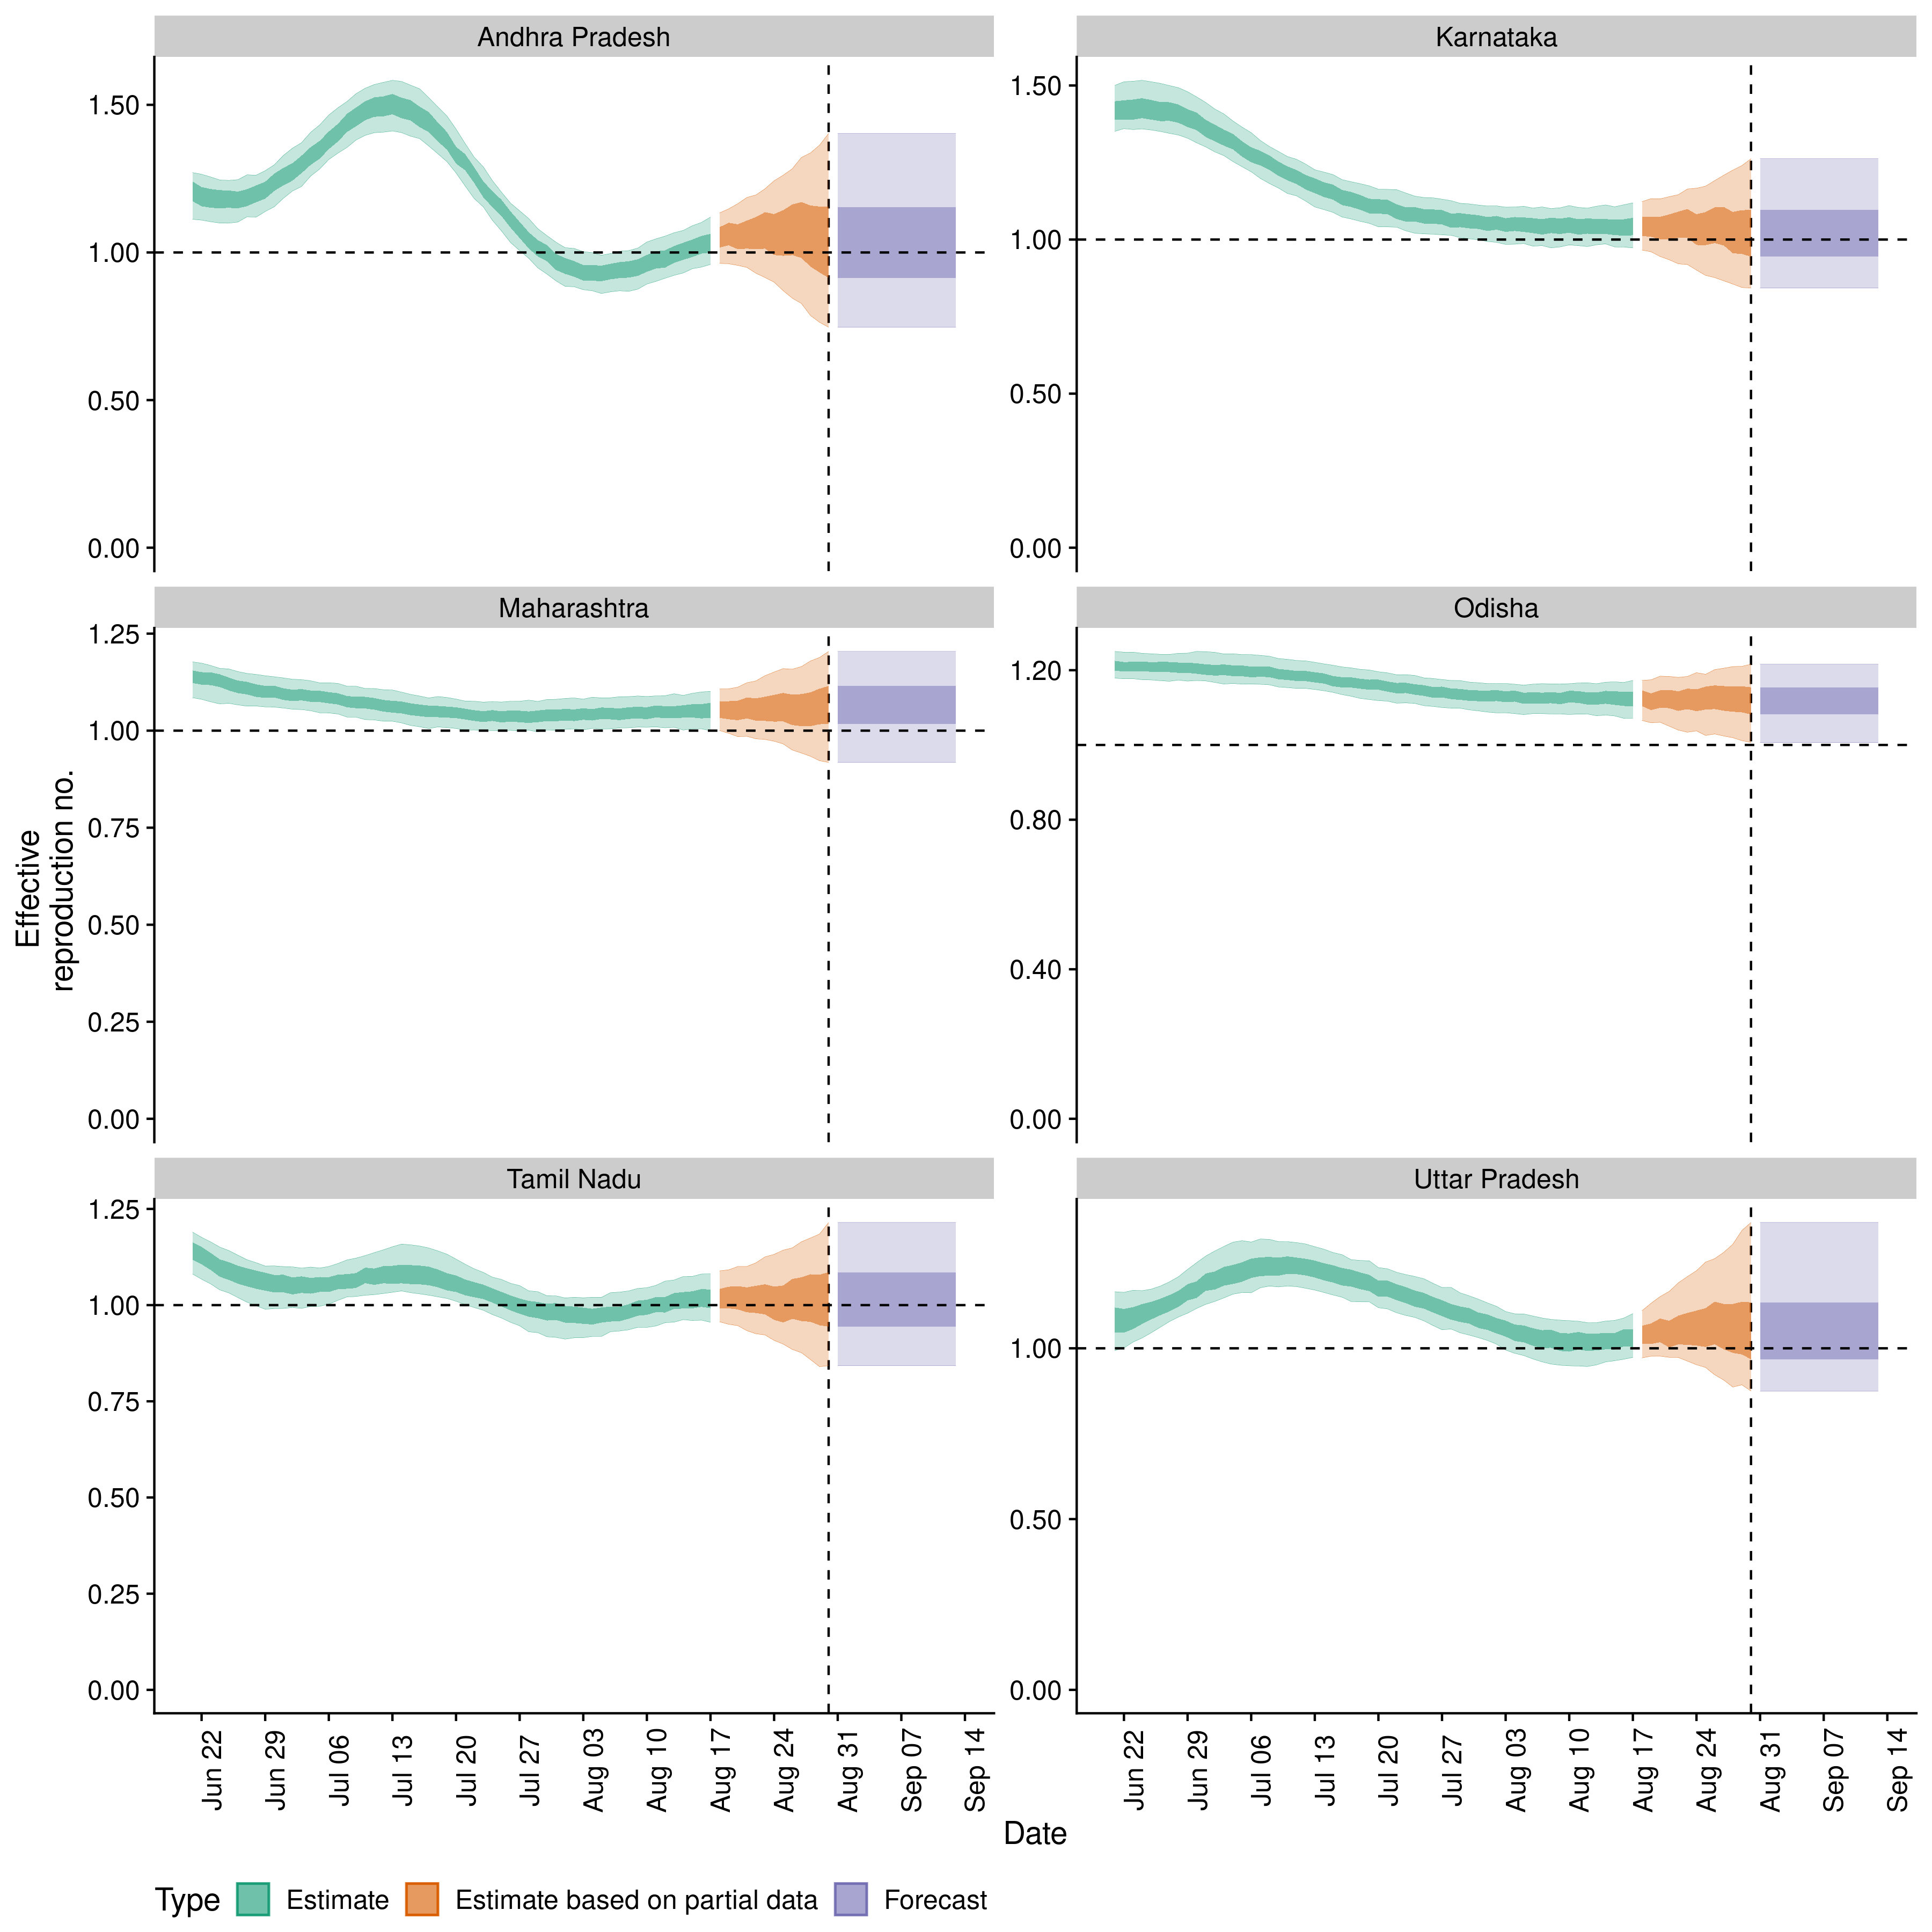 Andhra Pradesh
Karnataka
1.50
1.00
0.50
0.00
1.50
1.00
0.50
0.00
Maharashtra
Odisha
1.25
1.00
0.75
0.50
0.25
0.00
1.20
0.80
0.40
0.00
Effective
reproduction no.
Tamil Nadu
Uttar Pradesh
1.25
1.00
0.75
0.50
0.25
0.00
1.00
0.50
0.00
Jun 22
Jun 29
Jul 06
Jul 13
Jul 20
Jul 27
Aug 03
Aug 10
Aug 17
Aug 24
Aug 31
Sep 07
Sep 14
Jun 22
Jun 29
Jul 06
Jul 13
Jul 20
Jul 27
Aug 03
Aug 10
Aug 17
Aug 24
Aug 31
Sep 07
Sep 14
Date
Type Estimate Estimate based on partial data Forecast